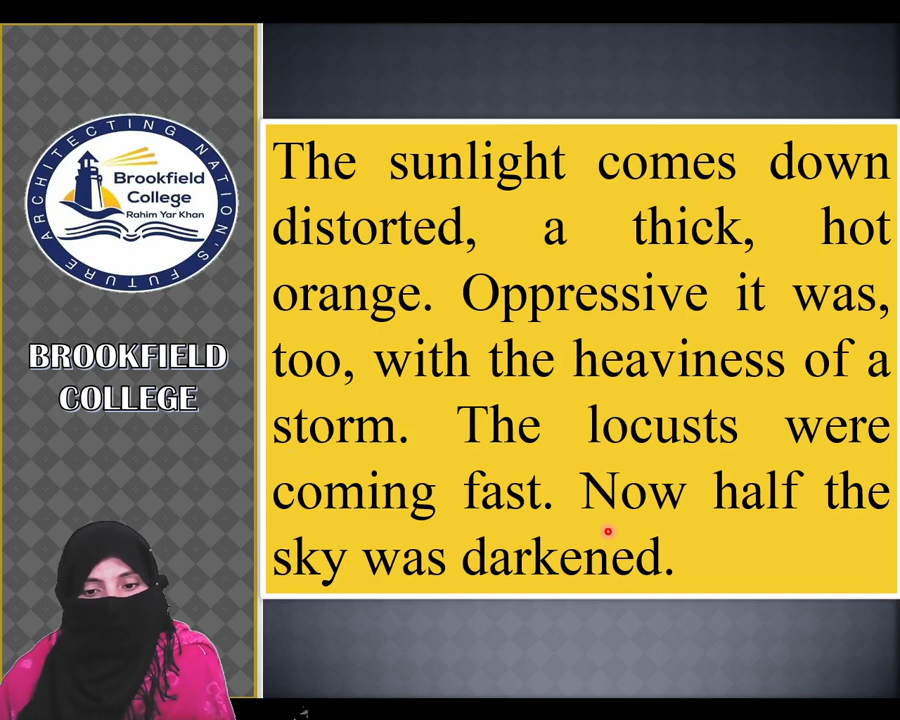 ARCHITECTING NATION'S FUTURE
Brookfield
College
Rahim Yar Khan
BROOKFIELD
COLLEGE
The sunlight comes down
distorted, a thick, hot
orange. Oppressive it was,
too, with the heaviness of a
storm. The locusts were
coming fast. Now half the
sky was darkened.